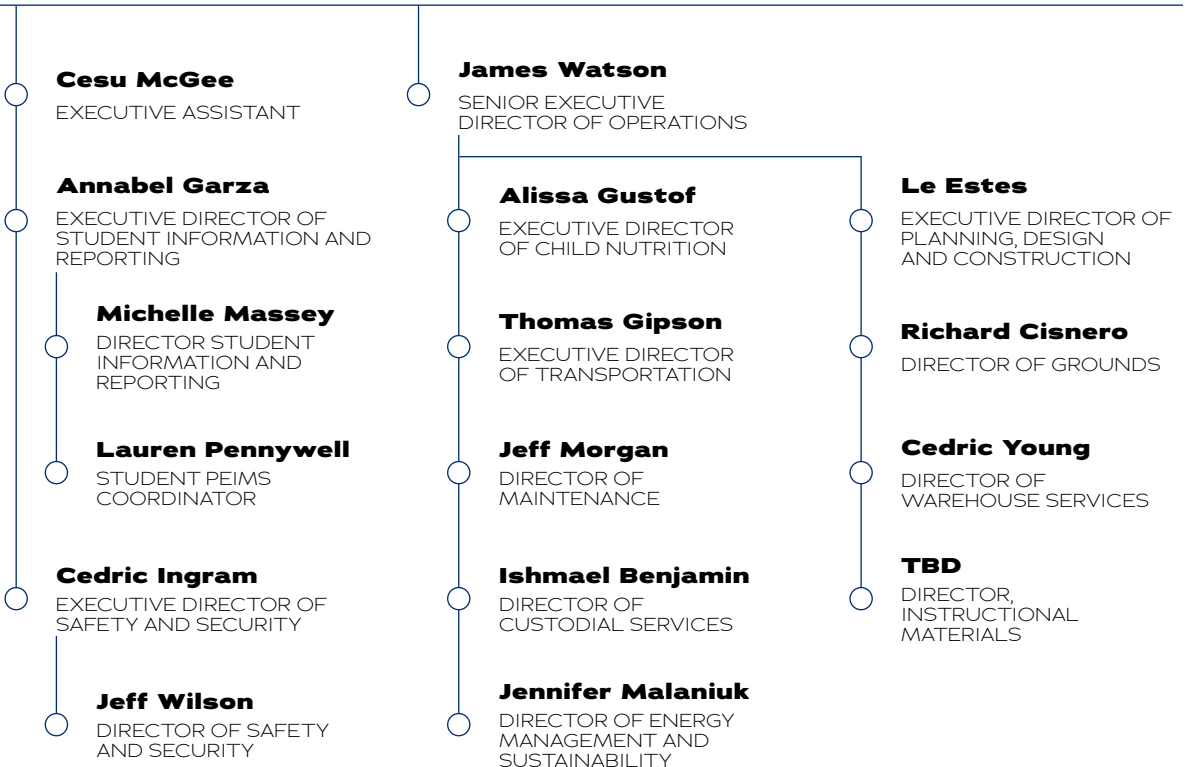 Cesu McGee
EXECUTIVE ASSISTANT
Annabel Garza
EXECUTIVE DIRECTOR OF
STUDENT INFORMATION AND
REPORTING
Michelle Massey
DIRECTOR STUDENT
INFORMATION AND
REPORTING
Lauren Pennywell
STUDENT PEIMS
COORDINATOR
Cedric Ingram
EXECUTIVE DIRECTOR OF
SAFETY AND SECURITY
Jeff Wilson
DIRECTOR OF SAFETY
AND SECURITY
James Watson
SENIOR EXECUTIVE
DIRECTOR OF OPERATIONS
Alissa Gustof
EXECUTIVE DIRECTOR
OF CHILD NUTRITION
Thomas Gipson
EXECUTIVE DIRECTOR
OF TRANSPORTATION
Jeff Morgan
DIRECTOR OF
MAINTENANCE
Ishmael Benjamin
DIRECTOR OF
CUSTODIAL SERVICES
Jennifer Malaniuk
DIRECTOR OF ENERGY
MANAGEMENT AND
SUSTAINABILITY
Le Estes
EXECUTIVE DIRECTOR OF
PLANNING, DESIGN
AND CONSTRUCTION
Richard Cisnero
DIRECTOR OF GROUNDS
Cedric Young
DIRECTOR OF
WAREHOUSE SERVICES
TBD
DIRECTOR,
INSTRUCTIONAL
MATERIALS